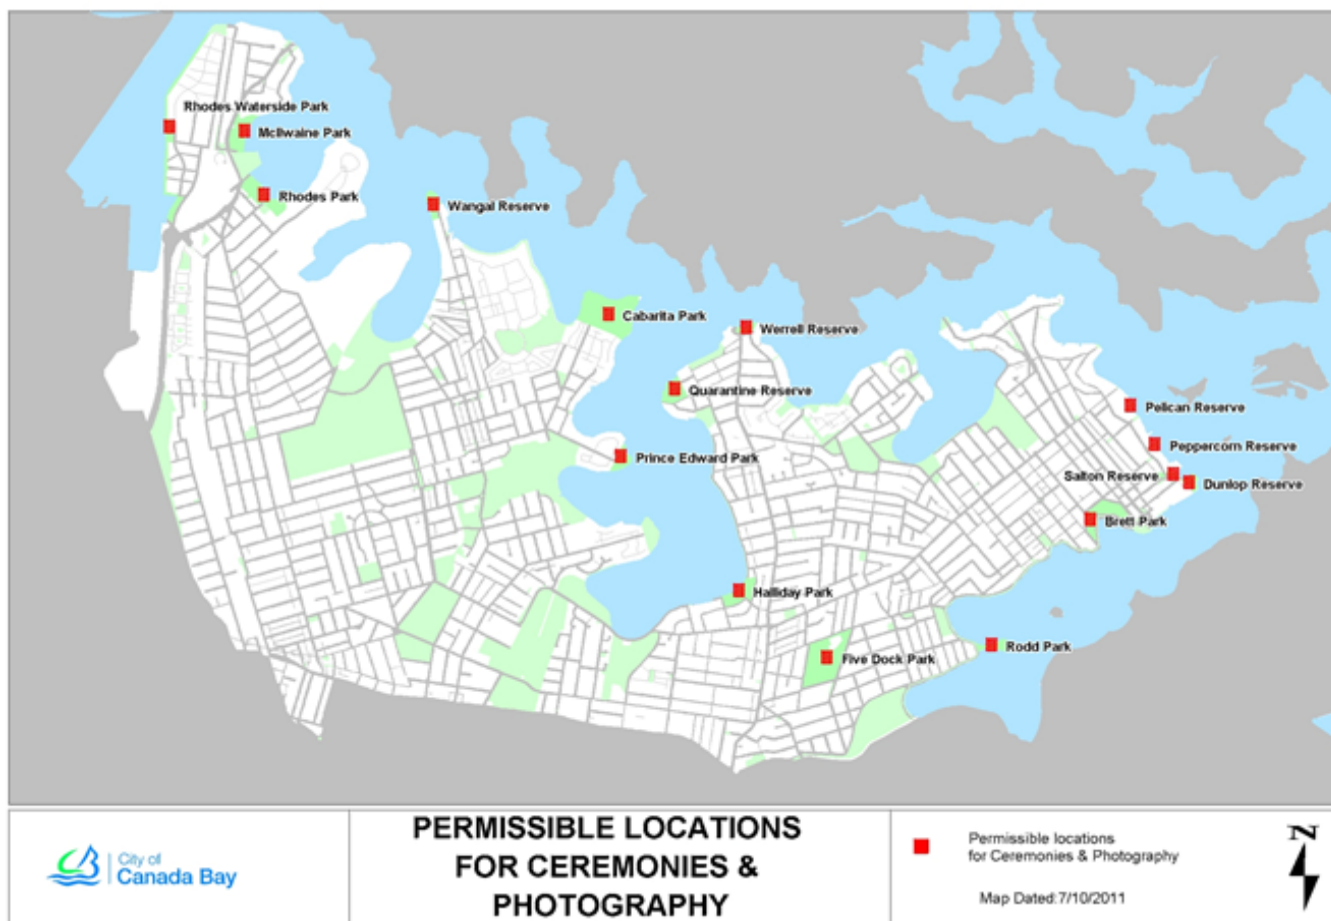 Rhodes Waterside Park
McIlwaine Park
Rhodes Park
Wangal Reserve
Cabarita Park
Werrell Reserve
Quarantine Reserve
Pelican Reserve
Peppercorn Reserve
Prince Edward Park
Salton Reserve
Dunlop Reserve
Brett Park
Halliday Park
Rodd Park
Five Dock Park
City of
Canada Bay
PERMISSIBLE LOCATIONS
FOR CEREMONIES &
PHOTOGRAPHY
Permissible locations
for Ceremonies & Photography
Map Dated:7/10/2011
N